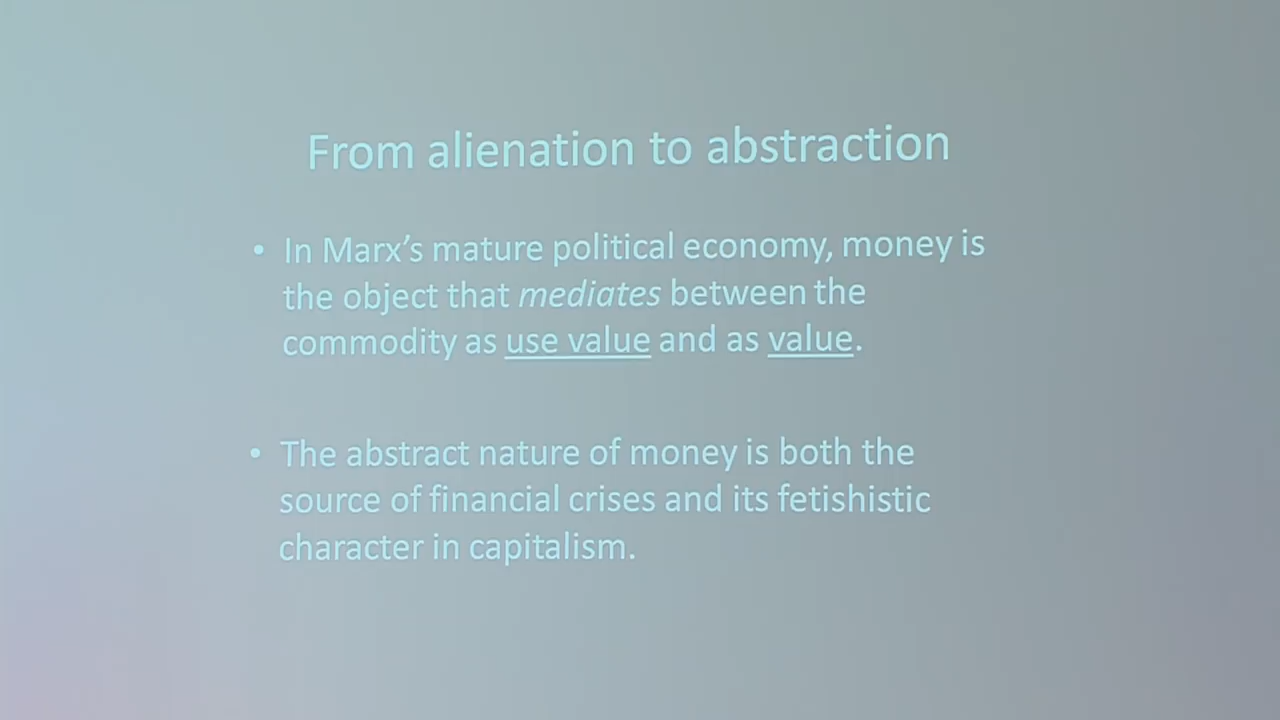 From alienation to abstraction
• In Marx’s mature political economy, money is
the object that mediates between the
commodity as use value and as value.
• The abstract nature of money is both the
source of financial crises and its fetishistic
character in capitalism.